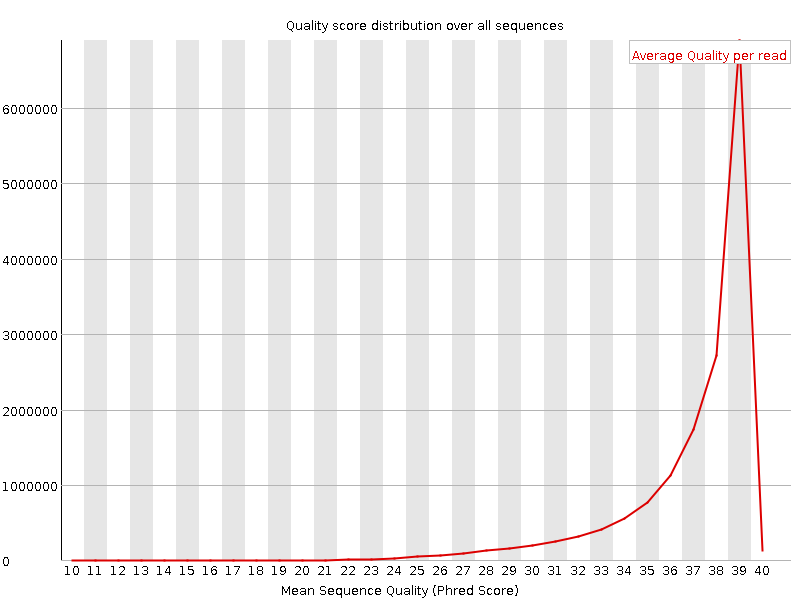 Quality score distribution over all sequences
Average Quality per read
6000000
5000000
4000000
3000000
2000000
1000000
0
10 11 12 13 14 15 16 17 18 19 20 21 22 23 24 25 26 27 28 29 30 31 32 33 34 35 36 37 38 39 40
Mean Sequence Quality (Phred Score)